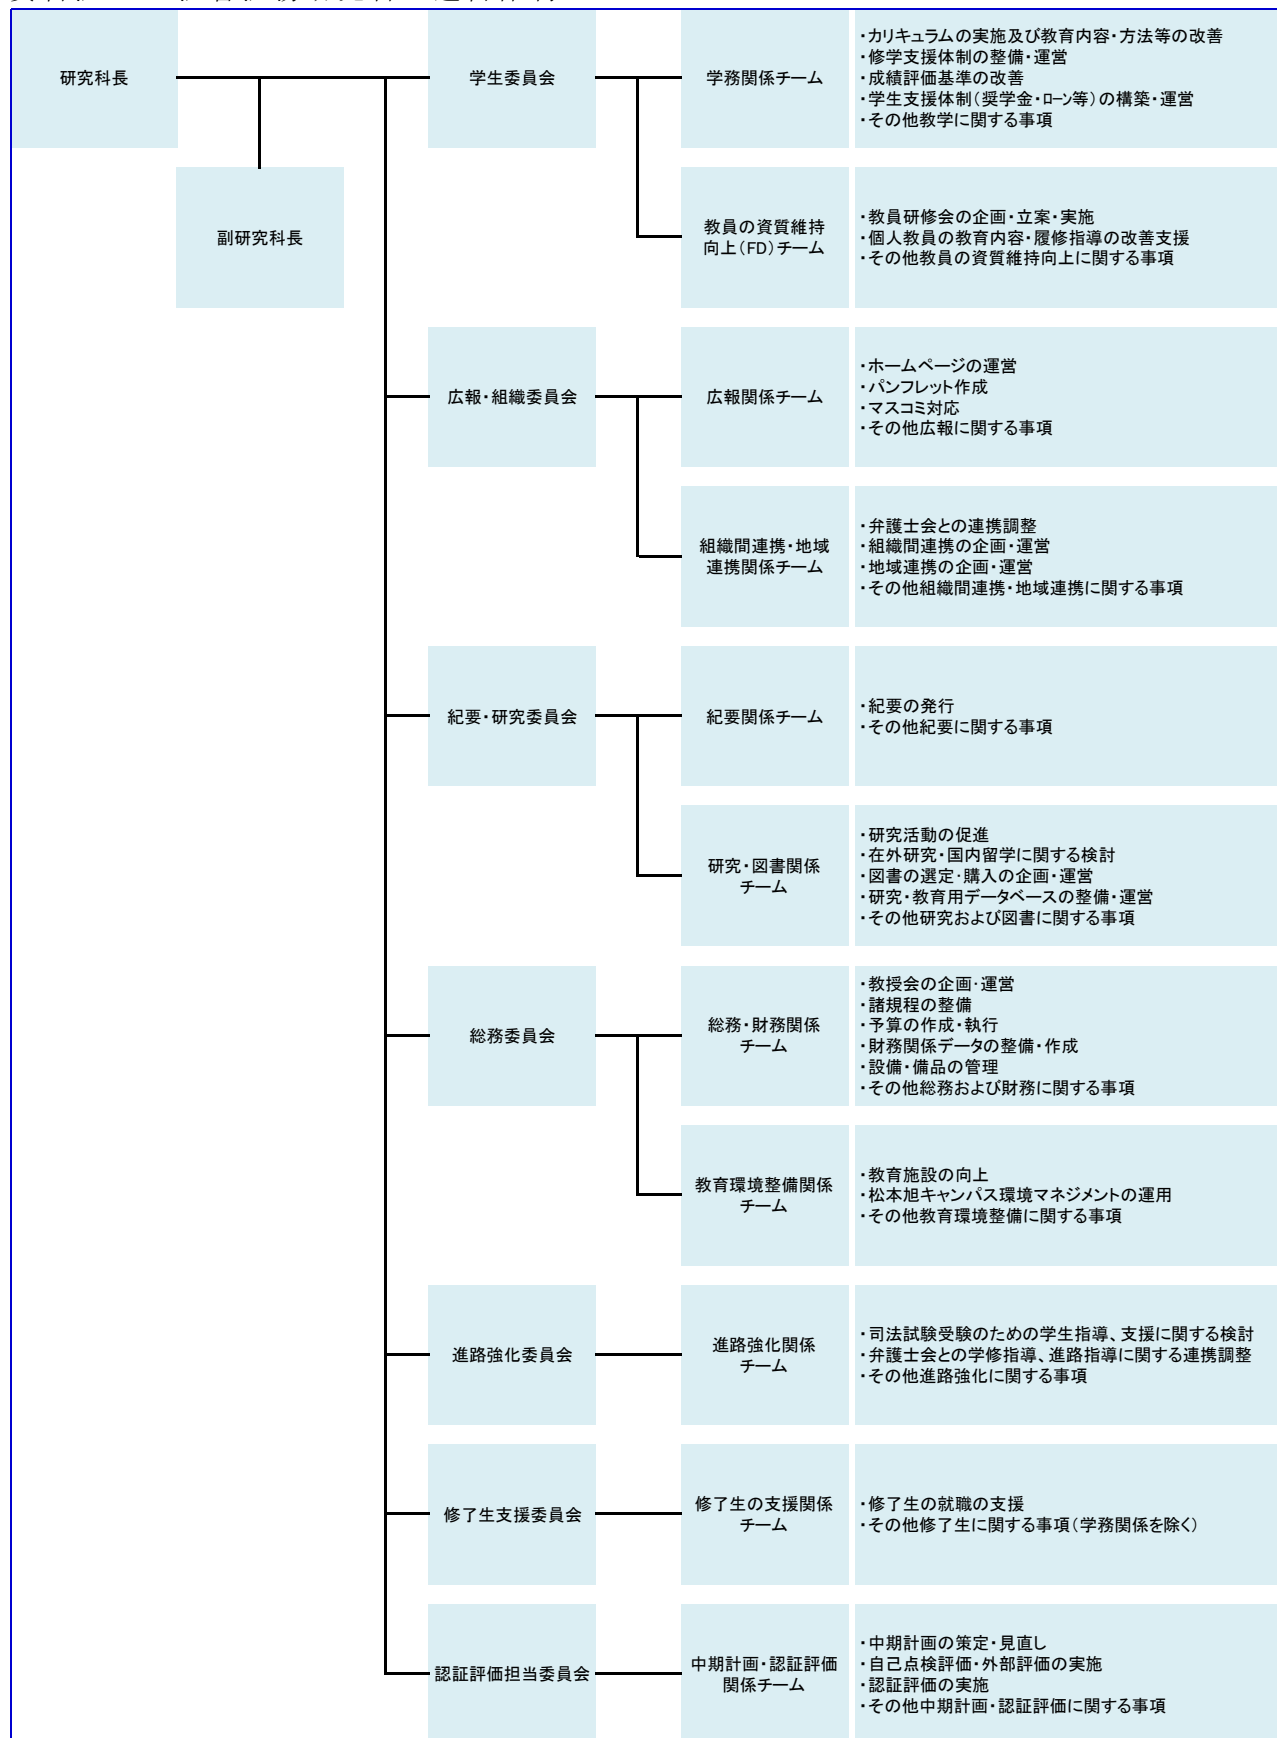 研究科長
副研究科長
学生委員会
学務関係チーム
・カリキュラムの実施及び教育内容・方法等の改善
・修学支援体制の整備・運営
・成績評価基準の改善
・学生支援体制（奨学金・ローン等）の構築・運営
・その他教学に関する事項
教員の資質維持
向上（FD）チーム
・教員研修会の企画・立案・実施
・個人教員の教育内容・履修指導の改善支援
・その他教員の資質維持向上に関する事項
広報・組織委員会
広報関係チーム
・ホームページの運営
・パンフレット作成
・マスコミ対応
・その他広報に関する事項
組織間連携・地域
連携関係チーム
・弁護士会との連携調整
・組織間連携の企画・運営
・地域連携の企画・運営
・その他組織間連携・地域連携に関する事項
紀要・研究委員会
紀要関係チーム
・紀要の発行
・その他紀要に関する事項
研究・図書関係
チーム
・研究活動の促進
・在外研究・国内留学に関する検討
・図書の選定・購入の企画・運営
・研究・教育用データベースの整備・運営
・その他研究および図書に関する事項
総務委員会
総務・財務関係
チーム
・教授会の企画・運営
・諸規程の整備
・予算の作成・執行
・財務関係データの整備・作成
・設備・備品の管理
・その他総務および財務に関する事項
教育環境整備関係
チーム
・教育施設の向上
・松本旭キャンパス環境マネジメントの運用
・その他教育環境整備に関する事項
進路強化委員会
進路強化関係
チーム
・司法試験受験のための学生指導、支援に関する検討
・弁護士会との学修指導、進路指導に関する連携調整
・その他進路強化に関する事項
修了生支援委員会
修了生の支援関係
チーム
・修了生の就職の支援
・その他修了生に関する事項（学務関係を除く）
認証評価担当委員会
中期計画・認証評価
関係チーム
・中期計画の策定・見直し
・自己点検評価・外部評価の実施
・認証評価の実施
・その他中期計画・認証評価に関する事項